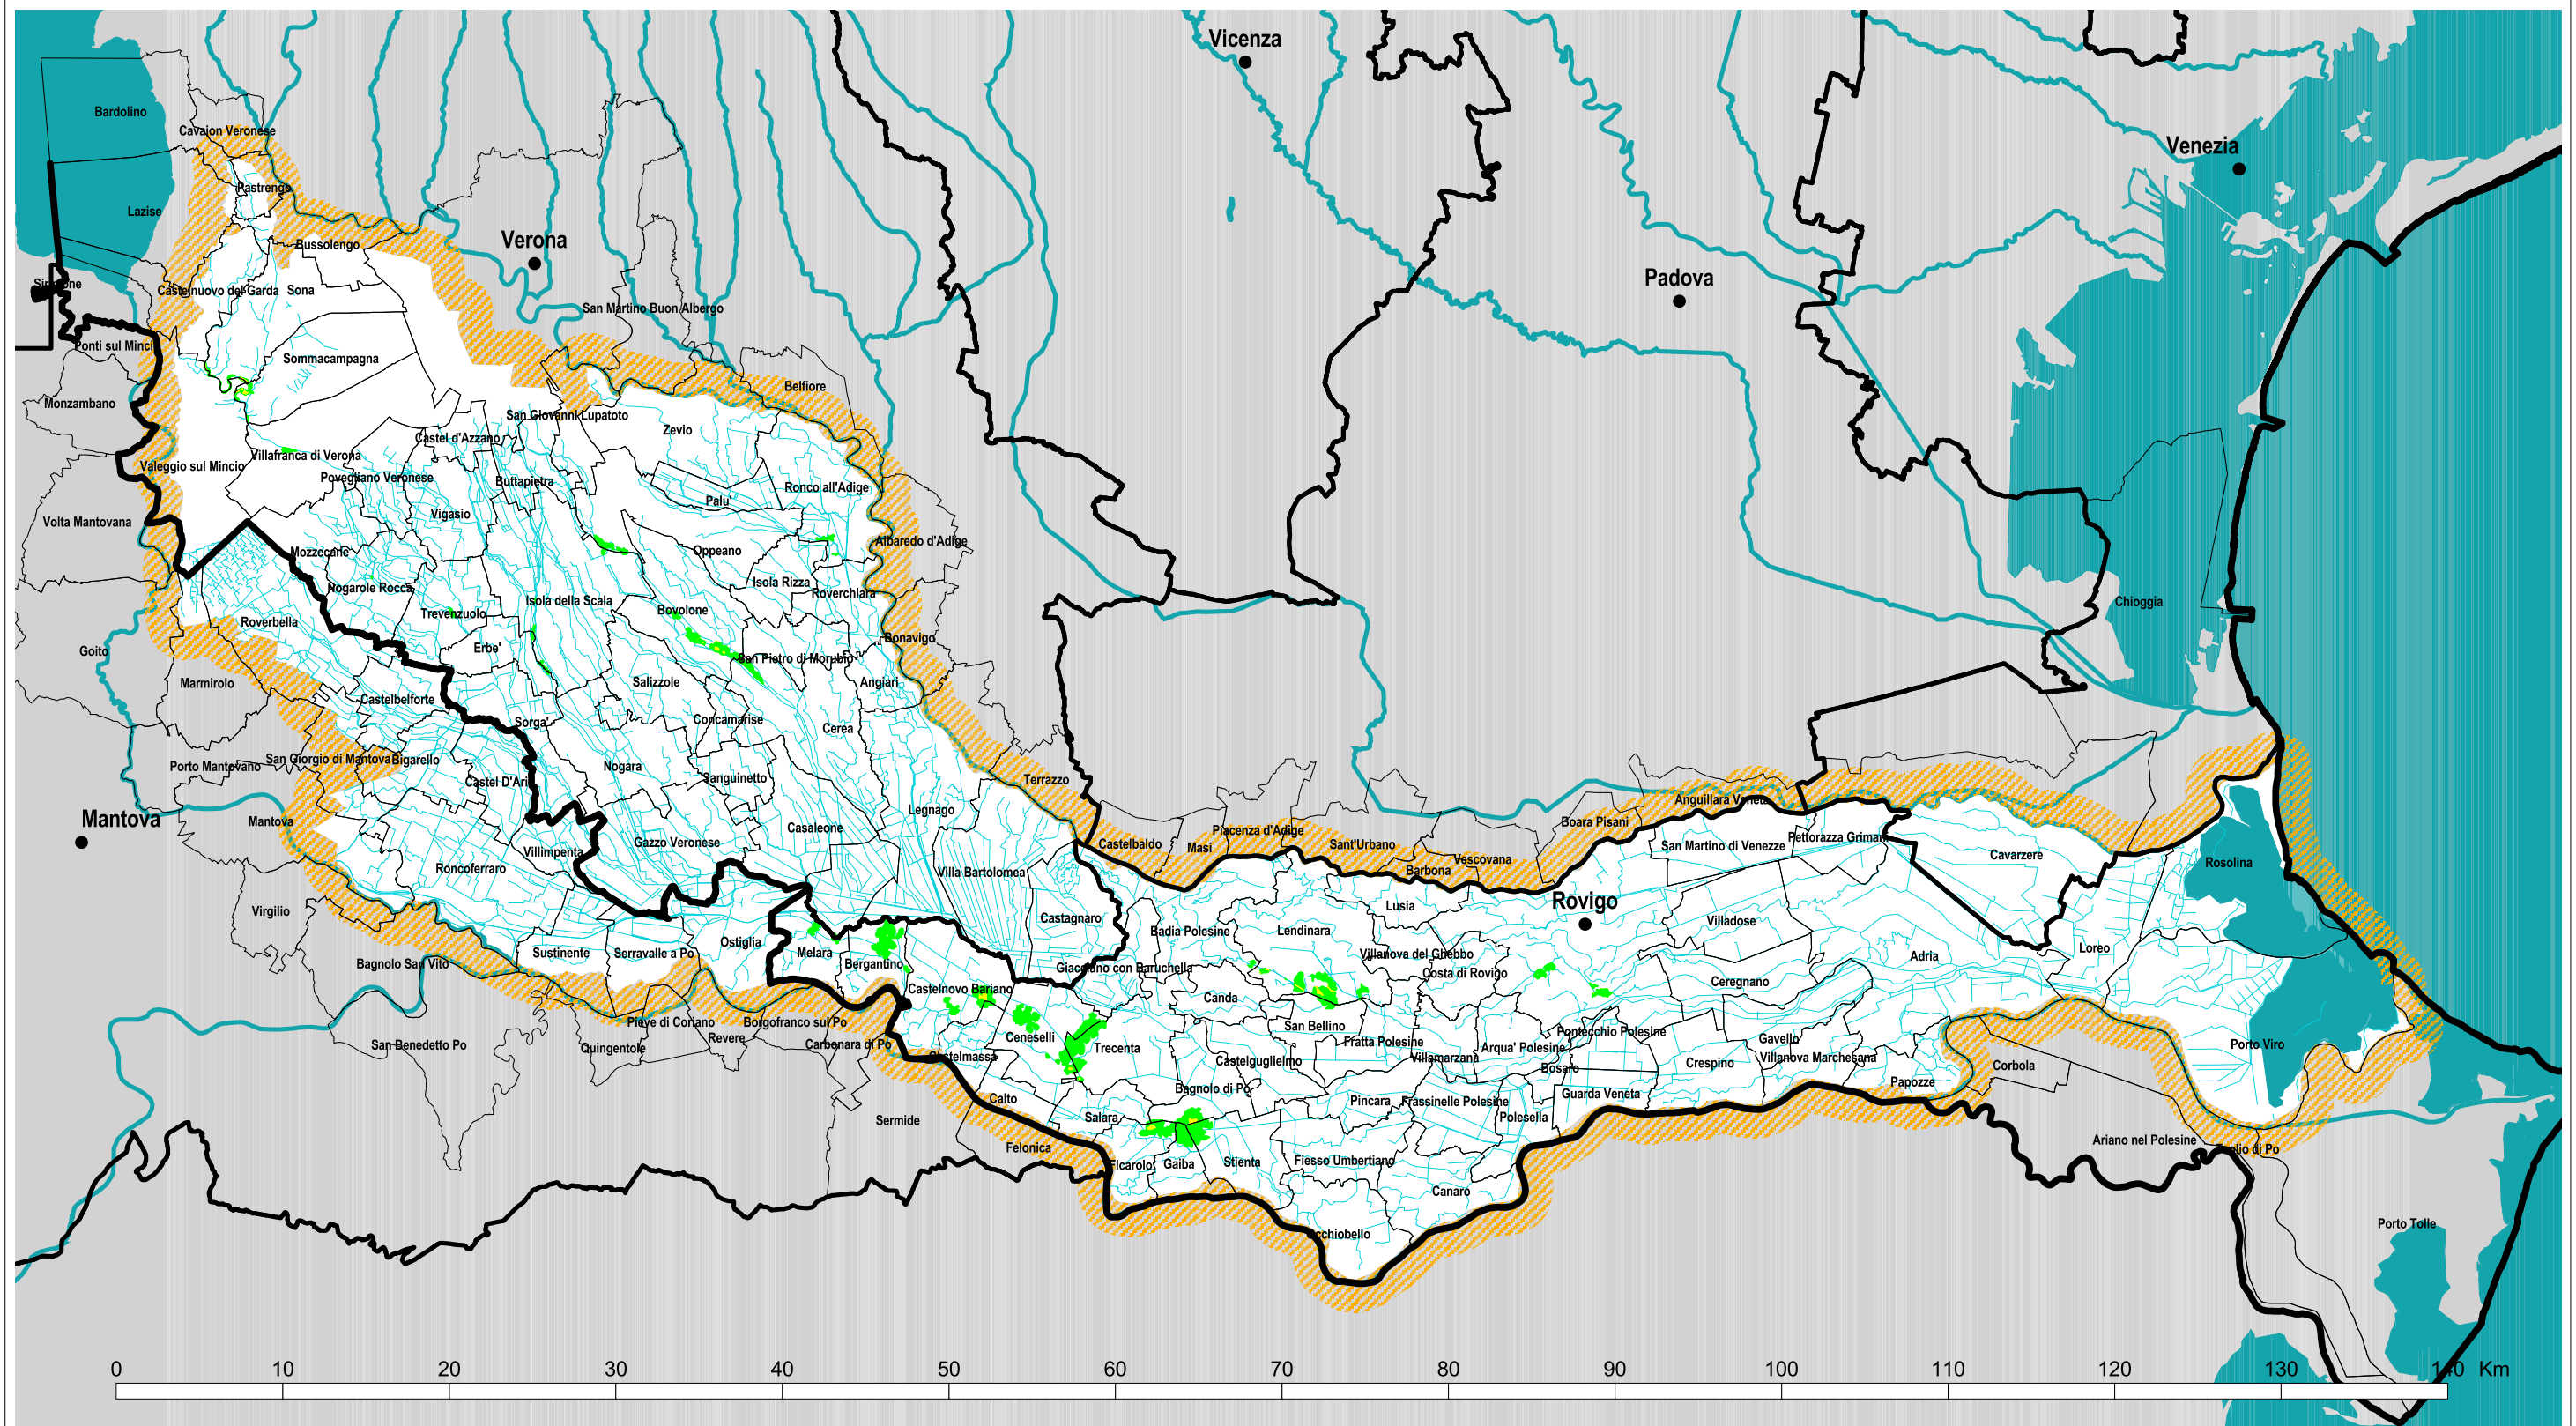 Vicenza
Bardolino
Cavaion Veronese
Venezia
Pastrengo
Lazise
Verona
Bussolengo
Padova
Castelnuovo del Garda
Sona
San Martino Buon Albergo
Ponti sul Minci
Sommacampagna
Belfiore
Monzambano
San Giovanni Lupatoto
Zevio
Castel d'Azzano
Villafranca di Verona
Valeggio sul Mincio
Povegliano Veronese
Buttapietra
Ronco all'Adige
Palu'
Vigasio
Volta Mantovana
Albaredo d'Adige
Mozzecane
Oppeano
Isola Rizza
Nogarole Rocca
Roverchiara
Isola della Scala
Chioggia
Bovolone
Trevenzuolo
Roverbella
Bonavigo
Erbe'
Goito
San Pietro di Morubio
Marmirolo
Salizzole
Angiari
Castelbelforte
Concamarise
Sorga'
Cerea
San Giorgio di Mantova
Bigarello
Porto Mantovano
Nogara
Sanguinetto
Terrazzo
Castel D'Ari
Anguillara Veneta
Legnago
Mantova
Mantova
Boara Pisani
Casaleone
Piacenza d'Adige
Pettorazza Griman
Gazzo Veronese
Castelbaldo
Masi
Sant'Urbano
San Martino di Venezze
Villimpenta
Cavarzere
Vescovana
Rosolina
Roncoferraro
Villa Bartolomea
Barbona
Rovigo
Lusia
Virgilio
Castagnaro
Villadose
Badia Polesine
Lendinara
Ostiglia
Loreo
Sustinente
Serravalle a Po
Melara
Villanova del Ghebbo
Adria
Bagnolo San Vito
Bergantino
Giacciano con Baruchella
Costa di Rovigo
Ceregnano
Castelnovo Bariano
Canda
Pieve di Coriano
Borgofranco sul Po
San Bellino
Pontecchio Polesine
Revere
Ceneselli
Gavello
Fratta Polesine
San Benedetto Po
Quingentole
Carbonara di Po
Trecenta
Arqua' Polesine
Porto Viro
Castelmassa
Castelguglielmo
Villamarzana
Villanova Marchesana
Crespino
Bosaro
Corbola
Papozze
Bagnolo di Po
Calto
Pincara
Frassinelle Polesine
Guarda Veneta
Salara
Polesella
Sermide
Ariano nel Polesine
Felonica
Ficarolo
Gaiba
Stienta
Fiesso Umbertiano
Canaro
Porto Tolle
0 10 20 30 40 50 60 70 80 90 100 110 120 130 140 Km